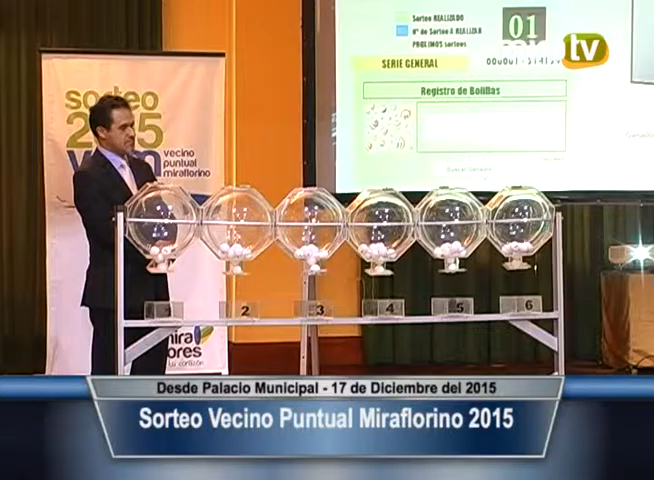 Sorteo REALIZADO
Nº de Sorteo A REALIZAR
PROXIMOS sorteos
01
tv
SERIE GENERAL
Registro de Bolillas
sorteo
2015
vecino
puntual
miraflorino
2
3
4
5
6
Desde Palacio Municipal - 17 de Diciembre del 2015
Sorteo Vecino Puntual Miraflorino 2015